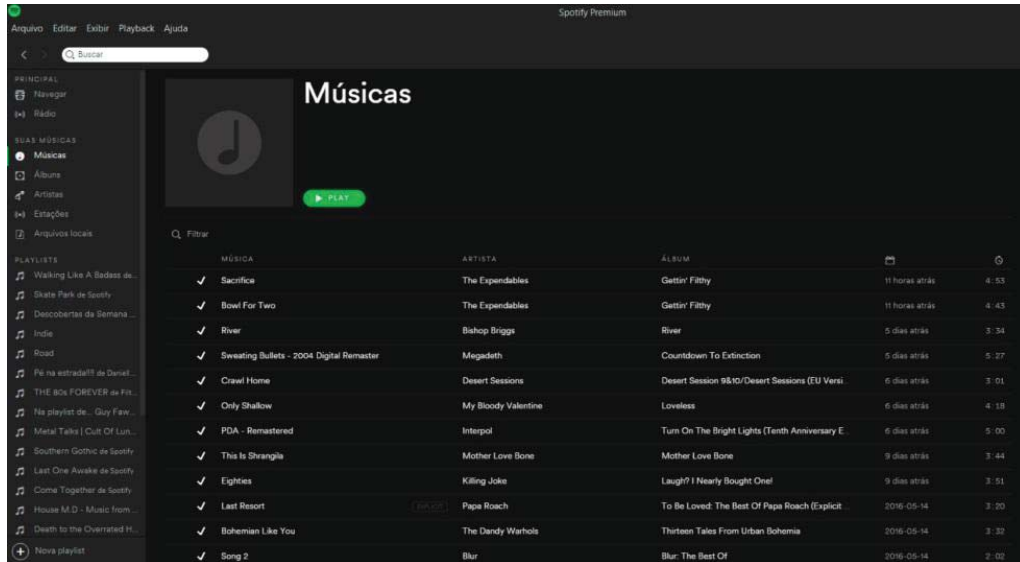 Spotify Premium
Arquivo Editar Exibir Playback Ajuda
Buscar
PRINCIPAL
Navegar
Rádio
SUAS MÚSICAS
Músicas
Álbuns
Artistas
Estações
Arquivos locais
PLAYLISTS
Walking Like A Badass de...
Skate Park de Spotify
Descobertas da Semana ...
Indie
Road
Pé na estrada!!! de Daniel...
THE 80s FOREVER de Filt...
Na playlist de... Guy Faw...
Metal Talks | Cult Of Lun...
Southern Gothic de Spotify
Last One Awake de Spotify
Come Together de Spotify
House M.D - Music from ...
Death to the Overrated H...
Nova playlist
Músicas
PLAY
Filtrar
MÚSICA ARTISTA ÁLBUM
Sacrifice The Expendables Gettin' Filthy 11 horas atrás 4:53
Bowl For Two The Expendables Gettin' Filthy 11 horas atrás 4:43
River Bishop Briggs River 5 dias atrás 3:34
Sweating Bullets - 2004 Digital Remaster Megadeth Countdown To Extinction 5 dias atrás 5:27
Crawl Home Desert Sessions Desert Session 9&10/Desert Sessions (EU Versi... 6 dias atrás 3:01
Only Shallow My Bloody Valentine Loveless 6 dias atrás 4:18
PDA - Remastered Interpol Turn On The Bright Lights (Tenth Anniversary E... 6 dias atrás 5:00
This Is Shrangila Mother Love Bone Mother Love Bone 9 dias atrás 3:44
Eighties Killing Joke Laugh? I Nearly Bought One! 9 dias atrás 3:51
Last Resort EXPLICIT Papa Roach To Be Loved: The Best Of Papa Roach (Explicit ... 2016-05-14 3:20
Bohemian Like You The Dandy Warhols Thirteen Tales From Urban Bohemia 2016-05-14 3:32
Song 2 Blur Blur: The Best Of 2016-05-14 2:02